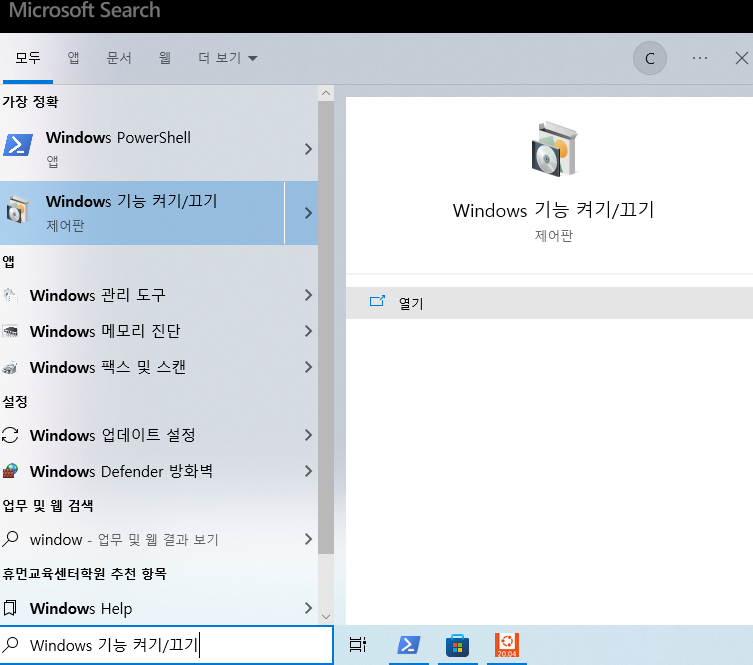 Microsoft Search
모두 앱 문서 웹 더 보기 C ...
가장 정확
Windows PowerShell
앱
Windows 기능 켜기/끄기
제어판
앱
Windows 관리 도구
Windows 메모리 진단
Windows 팩스 및 스캔
설정
Windows 업데이트 설정
Windows Defender 방화벽
업무 및 웹 검색
window - 업무 및 웹 결과 보기
휴먼교육센터학원 추천 항목
Windows Help
Windows 기능 켜기/끄기
Windows 기능 켜기/끄기
제어판
열기
20.04